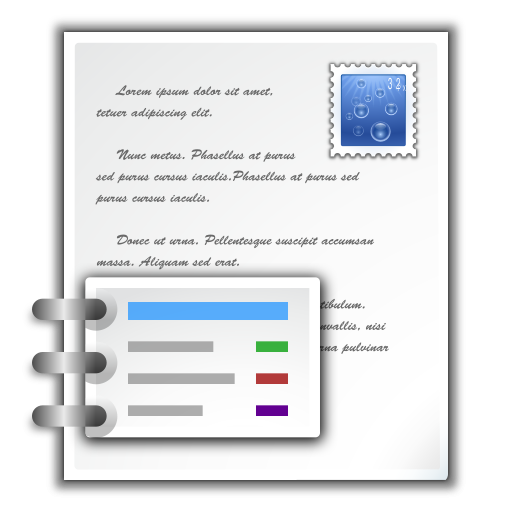 Lorem ipsum dolor sit amet,
tetuer adipiscing elit.
Nunc metus. Phasellus at purus
sed purus cursus iaculis.Phasellus at purus sed
purus cursus iaculis.
Donec ut urna. Pellentesque suscipit accumsan
massa. Aliquam sed erat.
tibulum.
nvallis, nisi
rna pulvinar